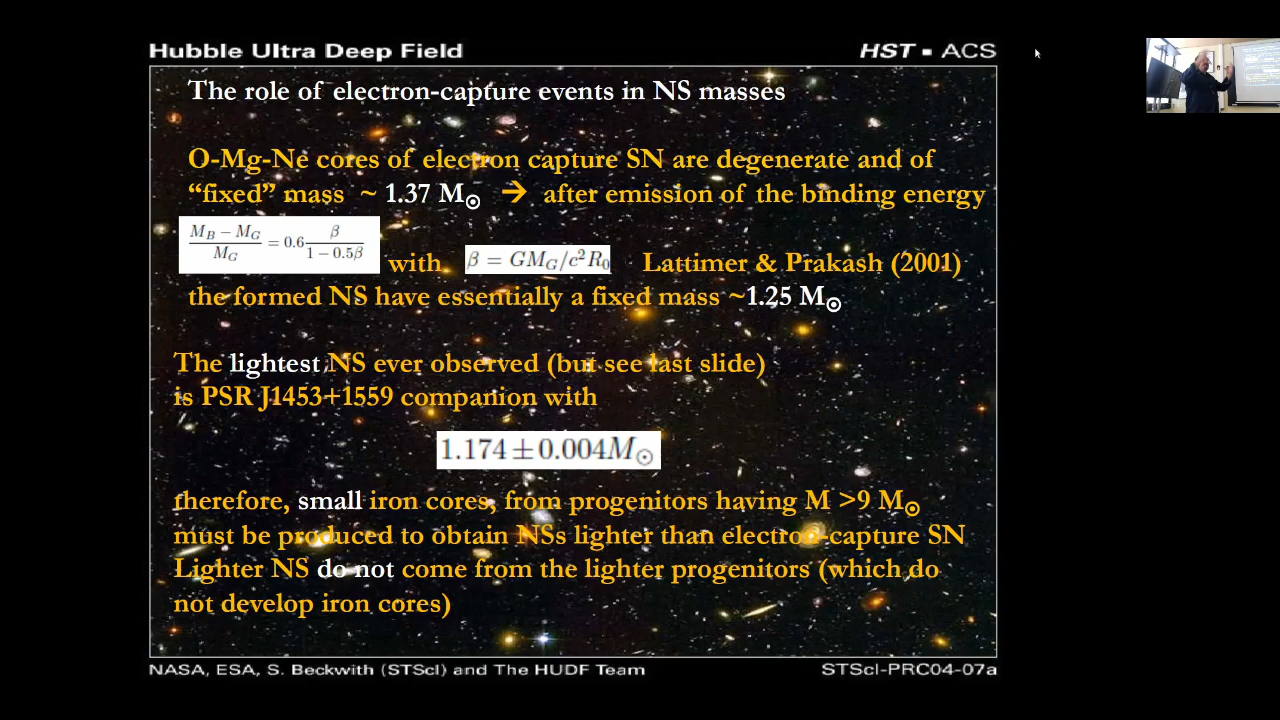 Hubble Ultra Deep Field HST ▪ ACS
The role of electron-capture events in NS masses
O-Mg-Ne cores of electron capture SN are degenerate and of
“fixed” mass ~ 1.37 M☉ → after emission of the binding energy
(M_B − M_G)/M_G = 0.6 β/(1 − 0.5β) with β = GM_G/c²R₀ Lattimer & Prakash (2001)
the formed NS have essentially a fixed mass ~1.25 M☉
The lightest NS ever observed (but see last slide)
is PSR J1453+1559 companion with
1.174 ± 0.004M☉
therefore, small iron cores, from progenitors having M >9 M☉
must be produced to obtain NSs lighter than electron-capture SN
Lighter NS do not come from the lighter progenitors (which do
not develop iron cores)
NASA, ESA, S. Beckwith (STScI) and The HUDF Team STScI-PRC04-07a